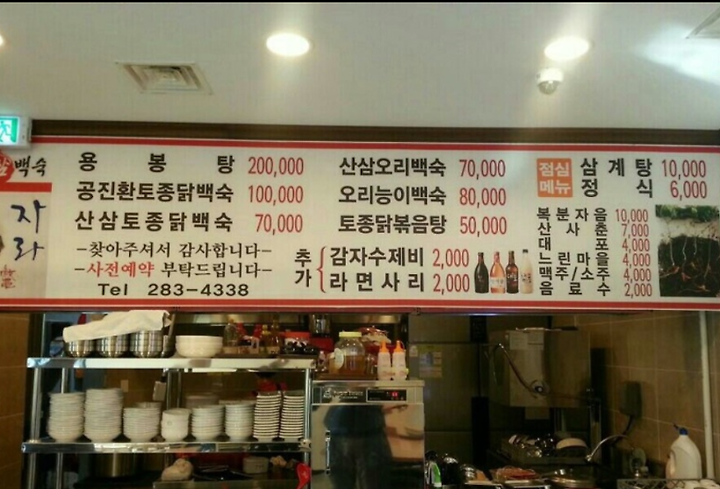 삼백숙
자라
용봉탕 200,000
공진환토종닭백숙 100,000
산삼토종닭백숙 70,000
-찾아주셔서 감사합니다-
-사전예약 부탁드립니다-
Tel 283-4338
산삼오리백숙 70,000
오리능이백숙 80,000
토종닭볶음탕 50,000
추가
감자수제비 2,000
라면사리 2,000
점심메뉴
삼계탕 10,000
정식 6,000
복분자음 10,000
산사춘 7,000
대포 4,000
느린마을 4,000
맥주/소주 4,000
음료수 2,000